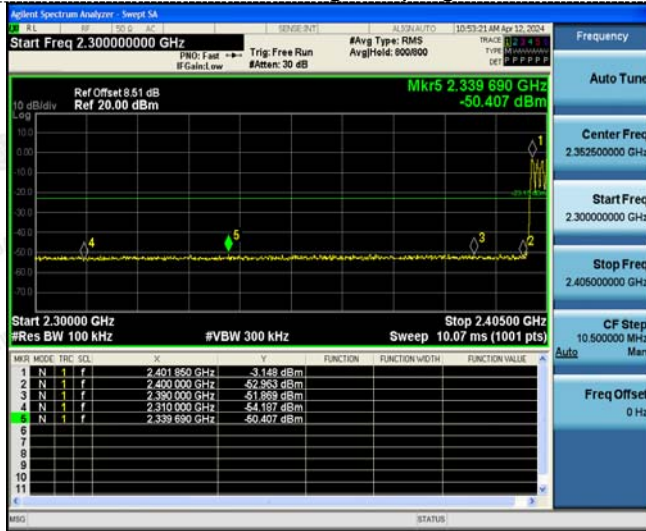 Agilent Spectrum Analyzer - Swept SA
RL RF 50 Ω AC SENSE:INT ALIGN AUTO 10:53:21 AM Apr 12, 2024
Start Freq 2.300000000 GHz
PNO: Fast
IFGain:Low
Trig: Free Run
#Atten: 30 dB
#Avg Type: RMS
Avg|Hold: 800/800
TRACE 1 2 3 4 5 6
TYPE M
DET P P P P P P
Ref Offset 8.51 dB
Ref 20.00 dBm
10 dB/div
Log
Mkr5 2.339 690 GHz
-50.407 dBm
10.0
0.00
-10.0
-20.0
-30.0
-40.0
-50.0
-60.0
-70.0
1
2
3
4
5
Start 2.30000 GHz
Stop 2.40500 GHz
#Res BW 100 kHz
#VBW 300 kHz
Sweep 10.07 ms (1001 pts)
MKR MODE TRC SCL X Y FUNCTION FUNCTION WIDTH FUNCTION VALUE
1 N 1 f 2.401 850 GHz -3.148 dBm
2 N 1 f 2.400 000 GHz -52.963 dBm
3 N 1 f 2.390 000 GHz -51.869 dBm
4 N 1 f 2.310 000 GHz -54.187 dBm
5 N 1 f 2.339 690 GHz -50.407 dBm
6
7
8
9
10
11
MSG
STATUS
Frequency
Auto Tune
Center Freq
2.352500000 GHz
Start Freq
2.300000000 GHz
Stop Freq
2.405000000 GHz
CF Step
10.500000 MHz
Auto Man
Freq Offset
0 Hz